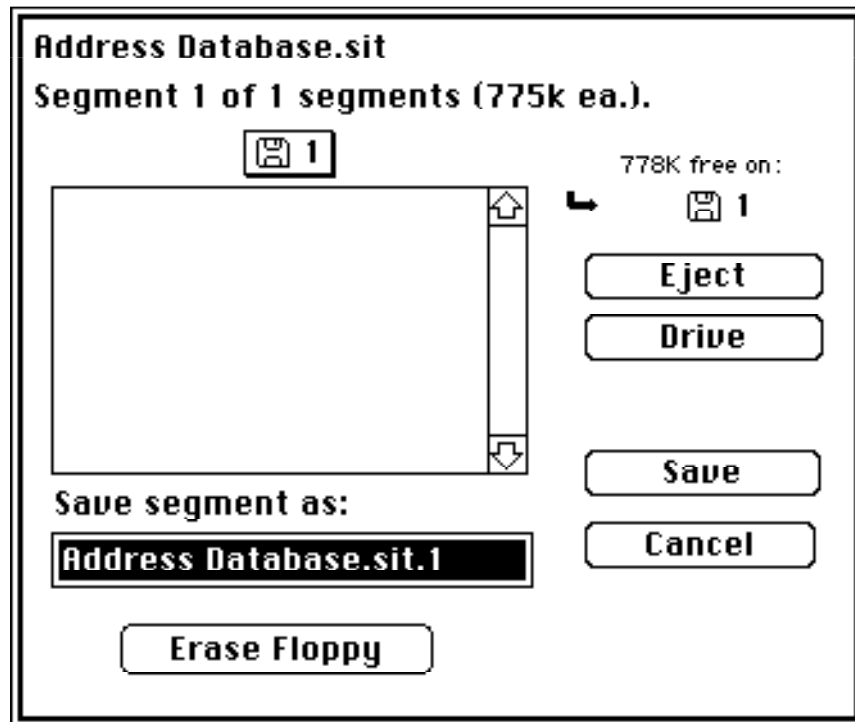 Address Database.sit
Segment 1 of 1 segments (775k ea.).
1
778K free on:
1
Eject
Drive
Save
Cancel
Save segment as:
Address Database.sit.1
Erase Floppy